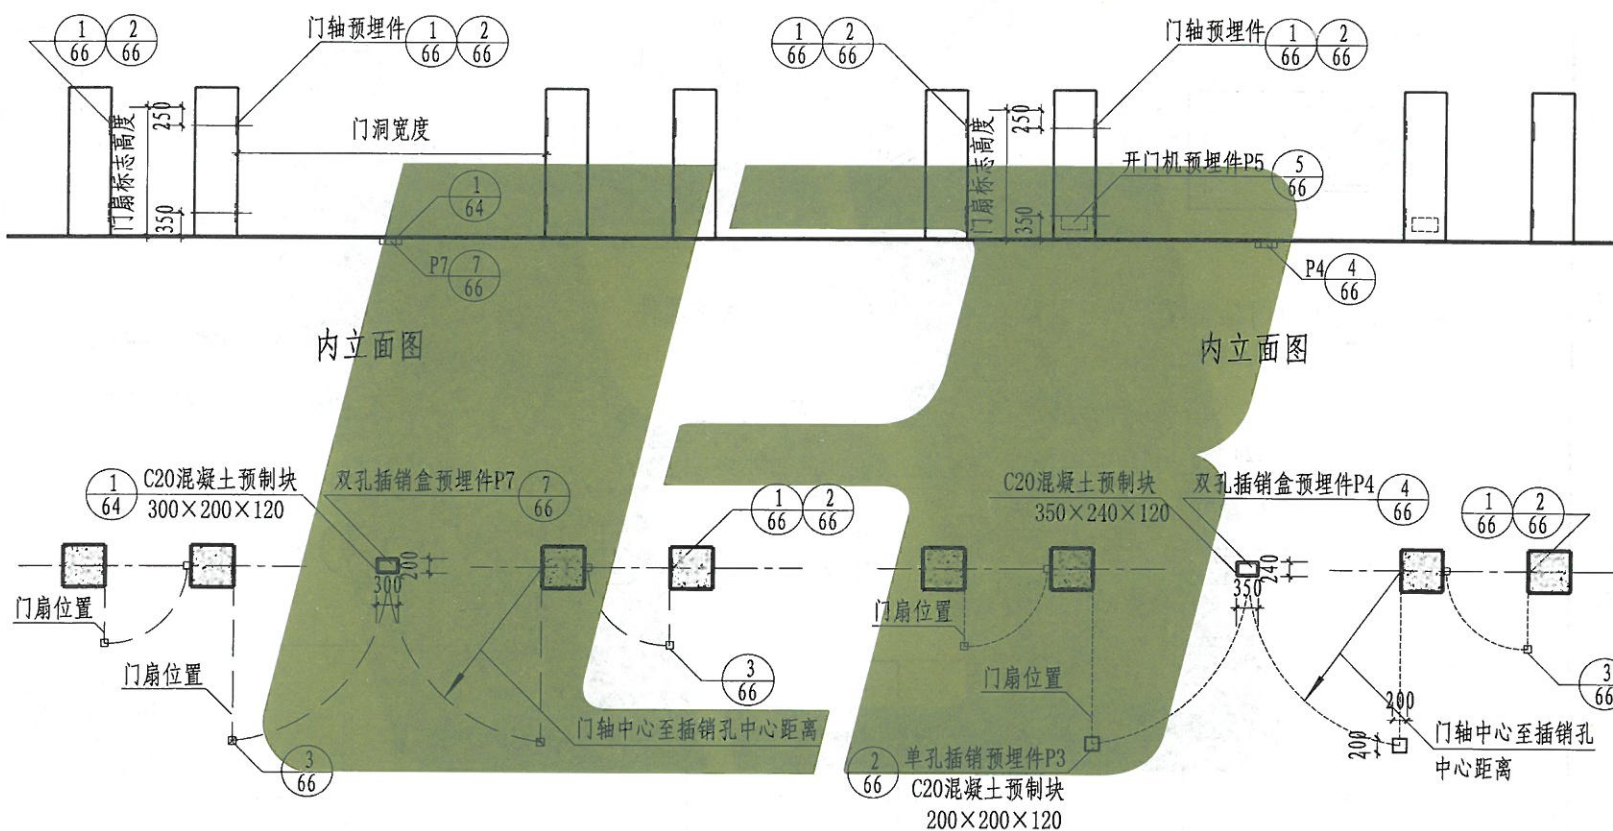 1 2 门轴预埋件 1 2 1 2 门轴预埋件 1 2
66 66 66 66 66 66 66 66
门扇标志高度 250 门洞宽度 门扇标志高度 250
开门机预埋件P5 5
66
1
64
350 350
P7 7 P4 4
66 66
内立面图 内立面图
1 C20混凝土预制块 双孔插销盒预埋件P7 7
64 300×200×120 66
1 2
66 66
C20混凝土预制块 双孔插销盒预埋件P4 4
350×240×120 66
1 2
66 66
200 240
300 350
门扇位置 门扇位置
门扇位置 3 门扇位置 3
66 66
200
门轴中心至插销孔中心距离 200 门轴中心至插销孔
中心距离
3
66
2 单孔插销预埋件P3
66 C20混凝土预制块
200×200×120